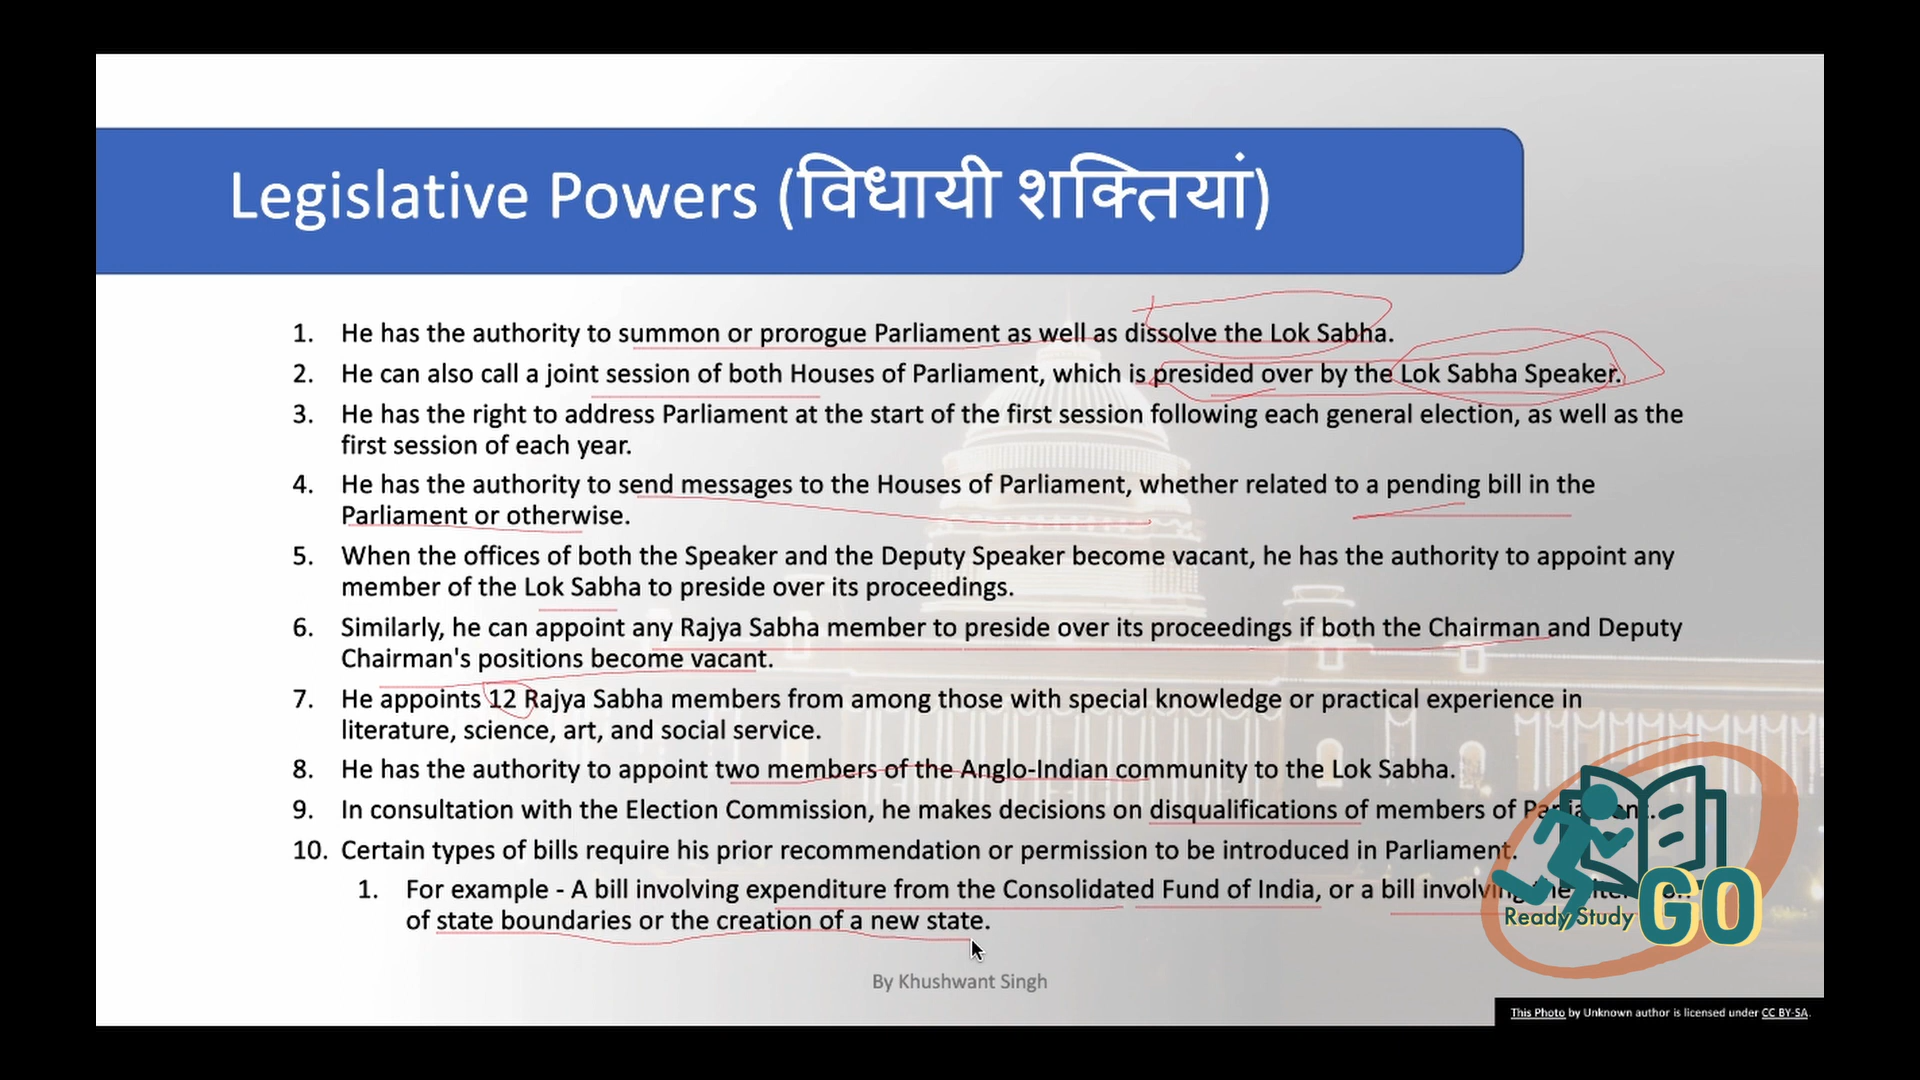 Legislative Powers (विधायी शक्तियां)
1. He has the authority to summon or prorogue Parliament as well as dissolve the Lok Sabha.
2. He can also call a joint session of both Houses of Parliament, which is presided over by the Lok Sabha Speaker.
3. He has the right to address Parliament at the start of the first session following each general election, as well as the
first session of each year.
4. He has the authority to send messages to the Houses of Parliament, whether related to a pending bill in the
Parliament or otherwise.
5. When the offices of both the Speaker and the Deputy Speaker become vacant, he has the authority to appoint any
member of the Lok Sabha to preside over its proceedings.
6. Similarly, he can appoint any Rajya Sabha member to preside over its proceedings if both the Chairman and Deputy
Chairman's positions become vacant.
7. He appoints 12 Rajya Sabha members from among those with special knowledge or practical experience in
literature, science, art, and social service.
8. He has the authority to appoint two members of the Anglo-Indian community to the Lok Sabha.
9. In consultation with the Election Commission, he makes decisions on disqualifications of members of
10. Certain types of bills require his prior recommendation or permission to be introduced in Parliament.
1. For example - A bill involving expenditure from the Consolidated Fund of India, or a bill involving
of state boundaries or the creation of a new state.
Ready Study GO
By Khushwant Singh
This Photo by Unknown author is licensed under CC BY-SA.